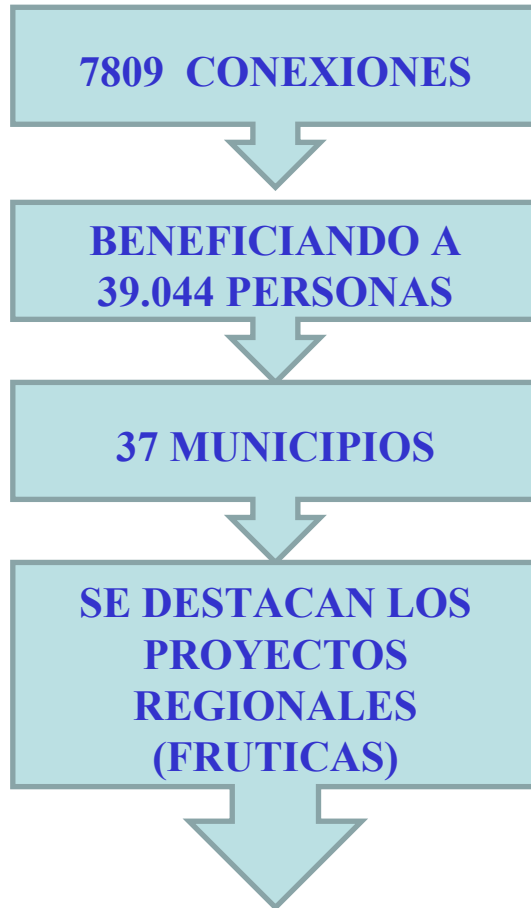 7809 CONEXIONES
BENEFICIANDO A
39.044 PERSONAS
37 MUNICIPIOS
SE DESTACAN LOS
PROYECTOS
REGIONALES
(FRUTICAS)